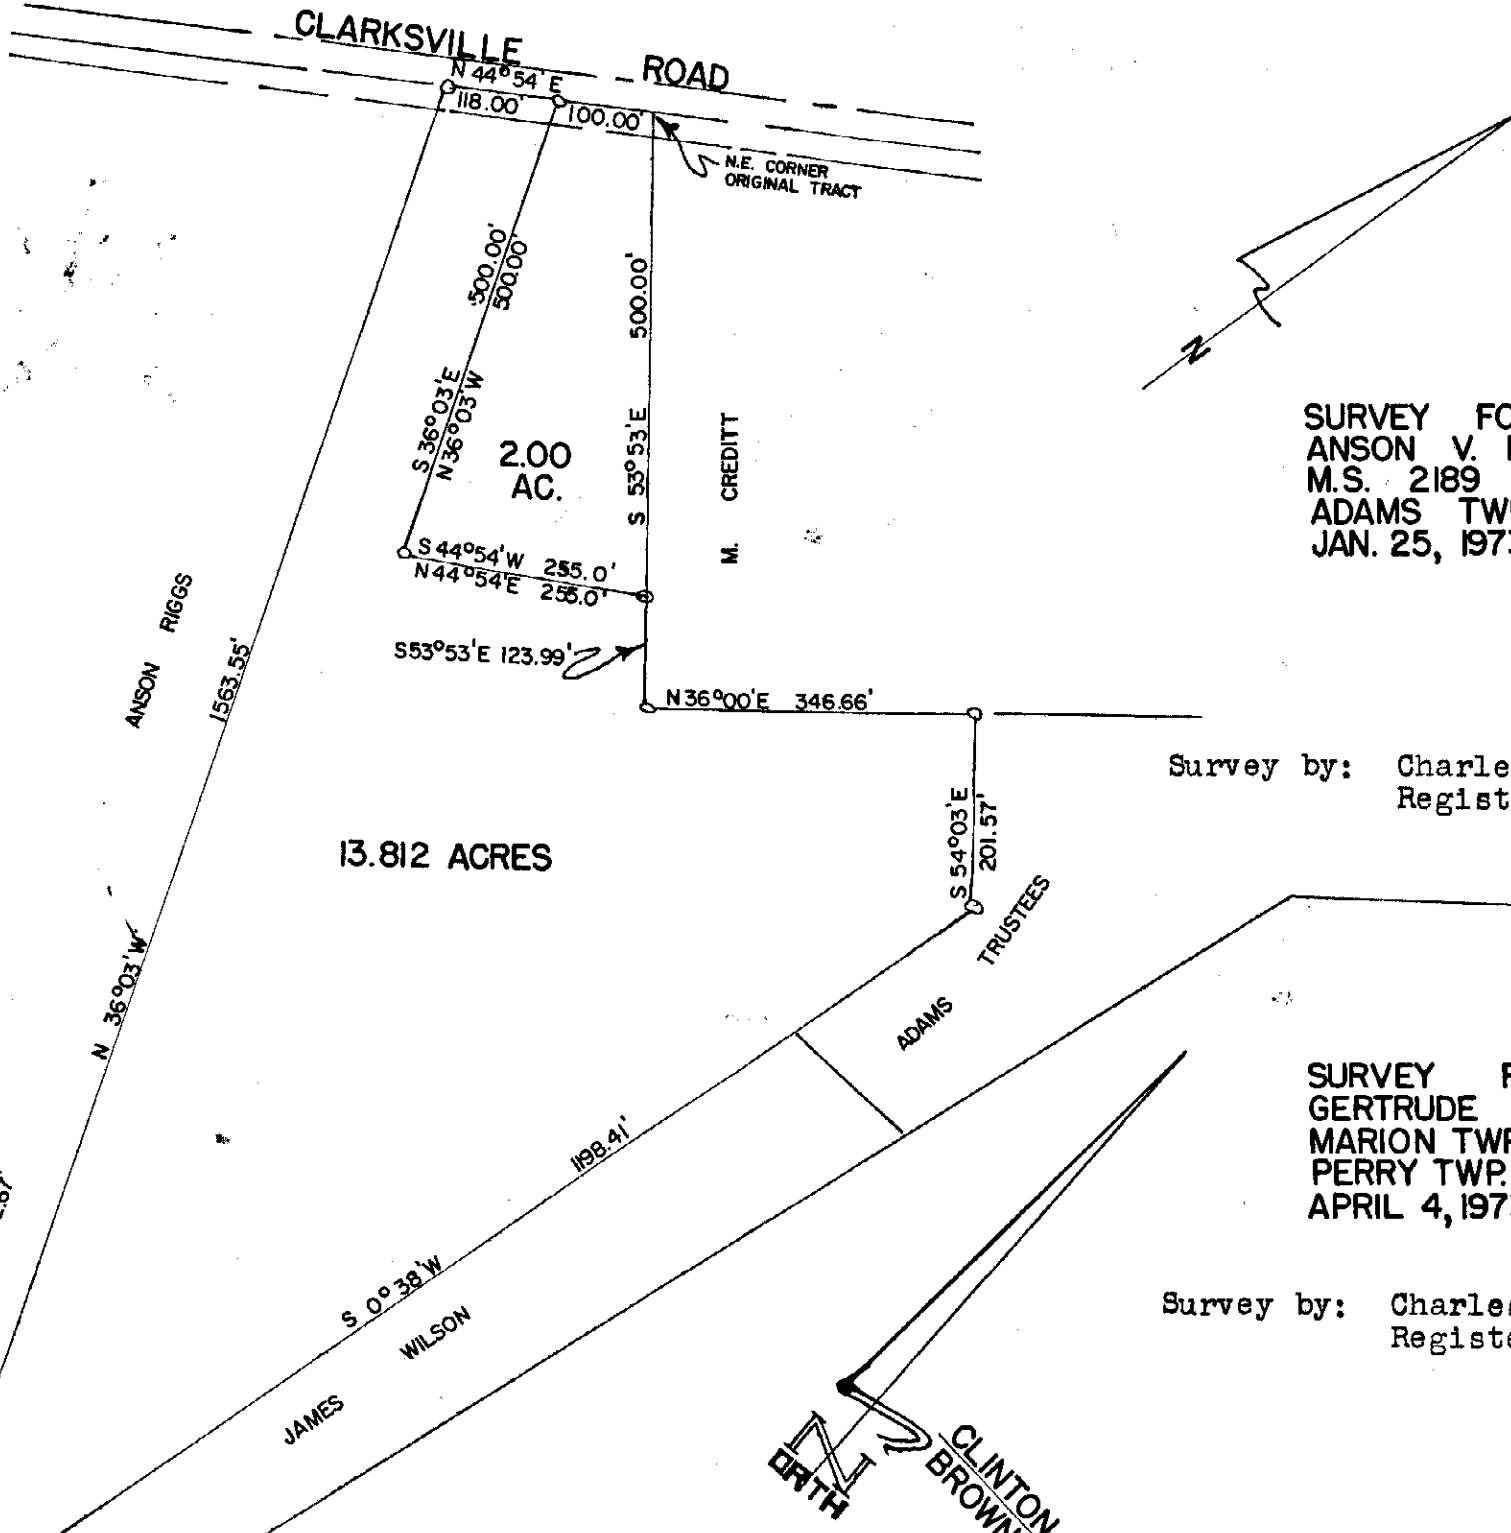 CLARKSVILLE ROAD
N 44°54' E
118.00'
100.00'
N.E. CORNER
ORIGINAL TRACT
500.00'
500.00'
S 36°03'E
N 36°03'W
500.00'
S 53°53'E
M. CREDITT
2.00
AC.
S 44°54'W 255.0'
N 44°54'E 255.0'
S 53°53'E 123.99'
N 36°00'E 346.66'
S 54°03'E
201.57'
ANSON RIGGS
1563.55'
N 36°03'W
13.812 ACRES
ADAMS TRUSTEES
1198.41'
S 0°38'W
JAMES WILSON
N
SURVEY
ANSON V.
M.S. 2189
ADAMS
JAN. 25,
Survey by:
SURVEY
GERTRUDE
MARION
PERRY TWP.
APRIL 4,
Survey by:
NORTH
CLINTON
BROWN